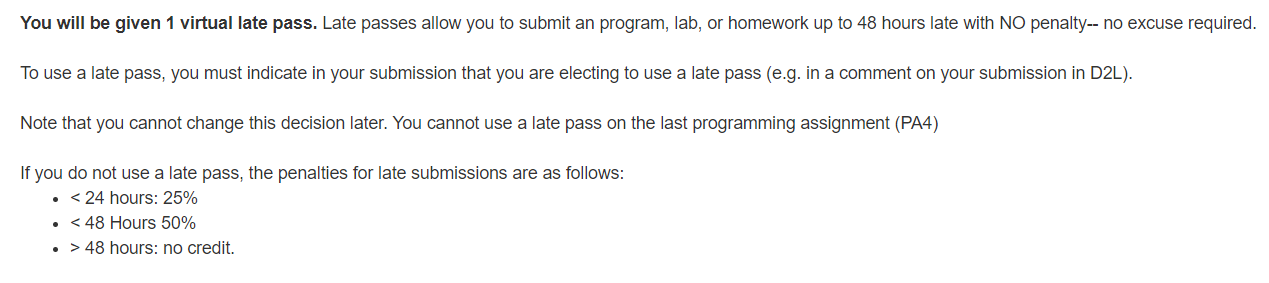 You will be given 1 virtual late pass. Late passes allow you to submit an program, lab, or homework up to 48 hours late with NO penalty-- no excuse required.
To use a late pass, you must indicate in your submission that you are electing to use a late pass (e.g. in a comment on your submission in D2L).
Note that you cannot change this decision later. You cannot use a late pass on the last programming assignment (PA4)
If you do not use a late pass, the penalties for late submissions are as follows:
• < 24 hours: 25%
• < 48 Hours 50%
• > 48 hours: no credit.